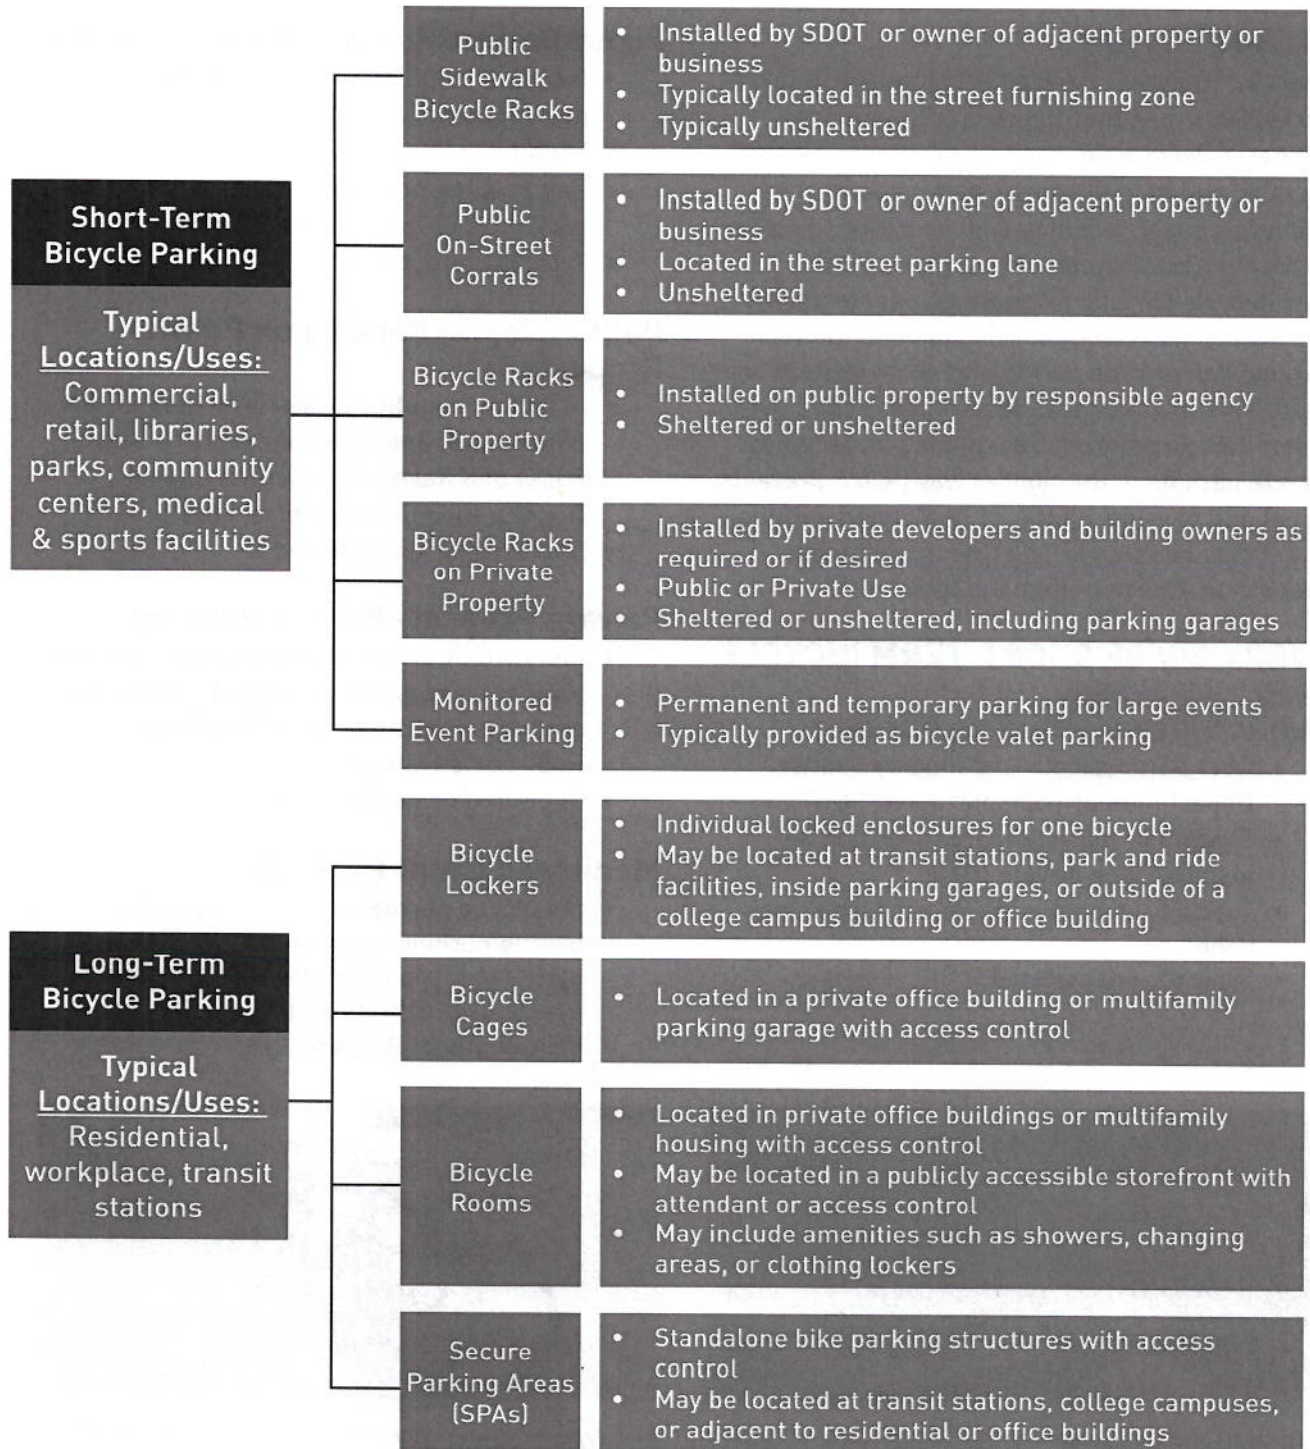 Short-Term
Bicycle Parking
Typical
Locations/Uses:
Commercial,
retail, libraries,
parks, community
centers, medical
& sports facilities
Public
Sidewalk
Bicycle Racks
• Installed by SDOT or owner of adjacent property or
business
• Typically located in the street furnishing zone
• Typically unsheltered
Public
On-Street
Corrals
• Installed by SDOT or owner of adjacent property or
business
• Located in the street parking lane
• Unsheltered
Bicycle Racks
on Public
Property
• Installed on public property by responsible agency
• Sheltered or unsheltered
Bicycle Racks
on Private
Property
• Installed by private developers and building owners as
required or if desired
• Public or Private Use
• Sheltered or unsheltered, including parking garages
Monitored
Event Parking
• Permanent and temporary parking for large events
• Typically provided as bicycle valet parking
Long-Term
Bicycle Parking
Typical
Locations/Uses:
Residential,
workplace, transit
stations
Bicycle
Lockers
• Individual locked enclosures for one bicycle
• May be located at transit stations, park and ride
facilities, inside parking garages, or outside of a
college campus building or office building
Bicycle
Cages
• Located in a private office building or multifamily
parking garage with access control
Bicycle
Rooms
• Located in private office buildings or multifamily
housing with access control
• May be located in a publicly accessible storefront with
attendant or access control
• May include amenities such as showers, changing
areas, or clothing lockers
Secure
Parking Areas
(SPAs)
• Standalone bike parking structures with access
control
• May be located at transit stations, college campuses,
or adjacent to residential or office buildings